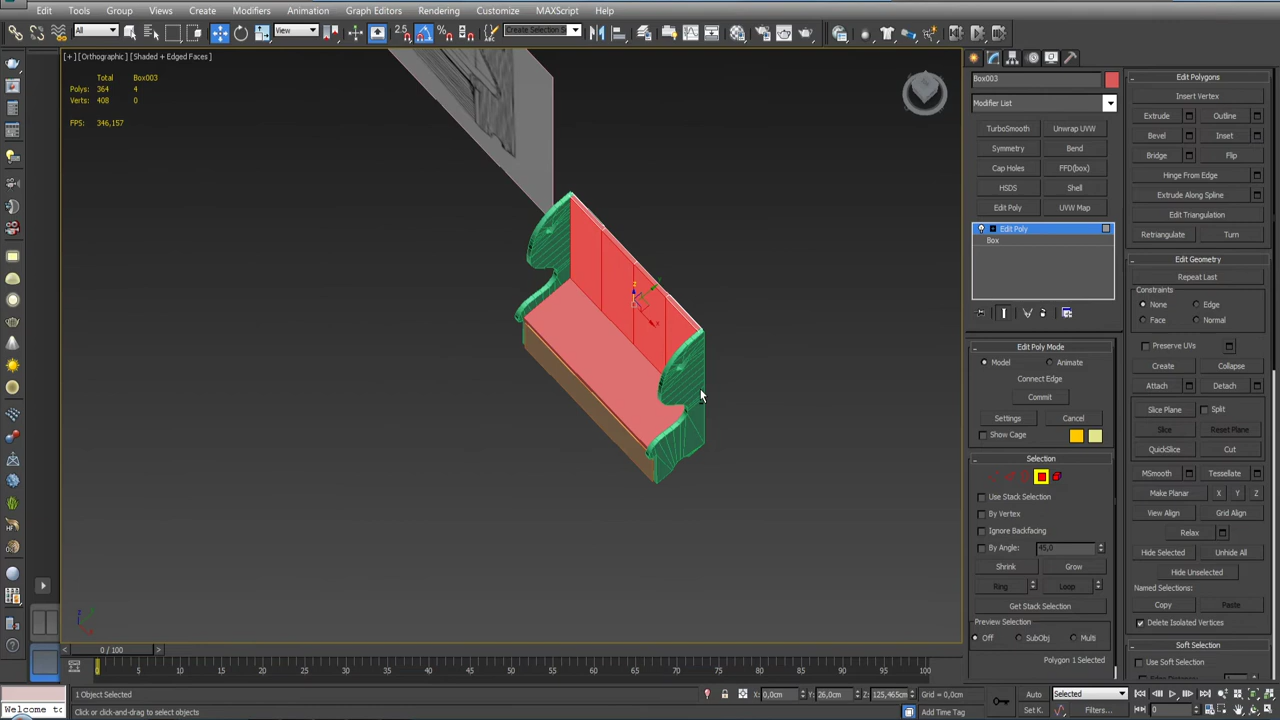 Edit Tools Group Views Create Modifiers Animation Graph Editors Rendering Customize MAXScript Help
All View 2.5 Create Selection S
[ + ] [Orthographic ] [Shaded + Edged Faces ]
Total Box003
Polys: 364 4
Verts: 408 0
FPS: 346,157
Box003
Modifier List
TurboSmooth Unwrap UVW
Symmetry Bend
Cap Holes FFD(box)
HSDS Shell
Edit Poly UVW Map
Edit Poly
Box
Edit Poly Mode
Model Animate
Connect Edge
Commit
Settings Cancel
Show Cage
Selection
Use Stack Selection
By Vertex
Ignore Backfacing
By Angle: 45,0
Shrink Grow
Ring Loop
Get Stack Selection
Preview Selection
Off SubObj Multi
Polygon 1 Selected
Edit Polygons
Insert Vertex
Extrude Outline
Bevel Inset
Bridge Flip
Hinge From Edge
Extrude Along Spline
Edit Triangulation
Retriangulate Turn
Edit Geometry
Repeat Last
Constraints
None Edge
Face Normal
Preserve UVs
Create Collapse
Attach Detach
Slice Plane Split
Slice Reset Plane
QuickSlice Cut
MSmooth Tessellate
Make Planar X Y Z
View Align Grid Align
Relax
Hide Selected Unhide All
Hide Unselected
Named Selections:
Copy Paste
Delete Isolated Vertices
Soft Selection
Use Soft Selection
0 / 100
0 5 10 15 20 25 30 35 40 45 50 55 60 65 70 75 80 85 90 95 100
1 Object Selected X: 0,0cm Y: 26,0cm Z: 125,465cm Grid = 0,0cm Auto Selected
Welcome to Click or click-and-drag to select objects Add Time Tag Set K. Filters... 0